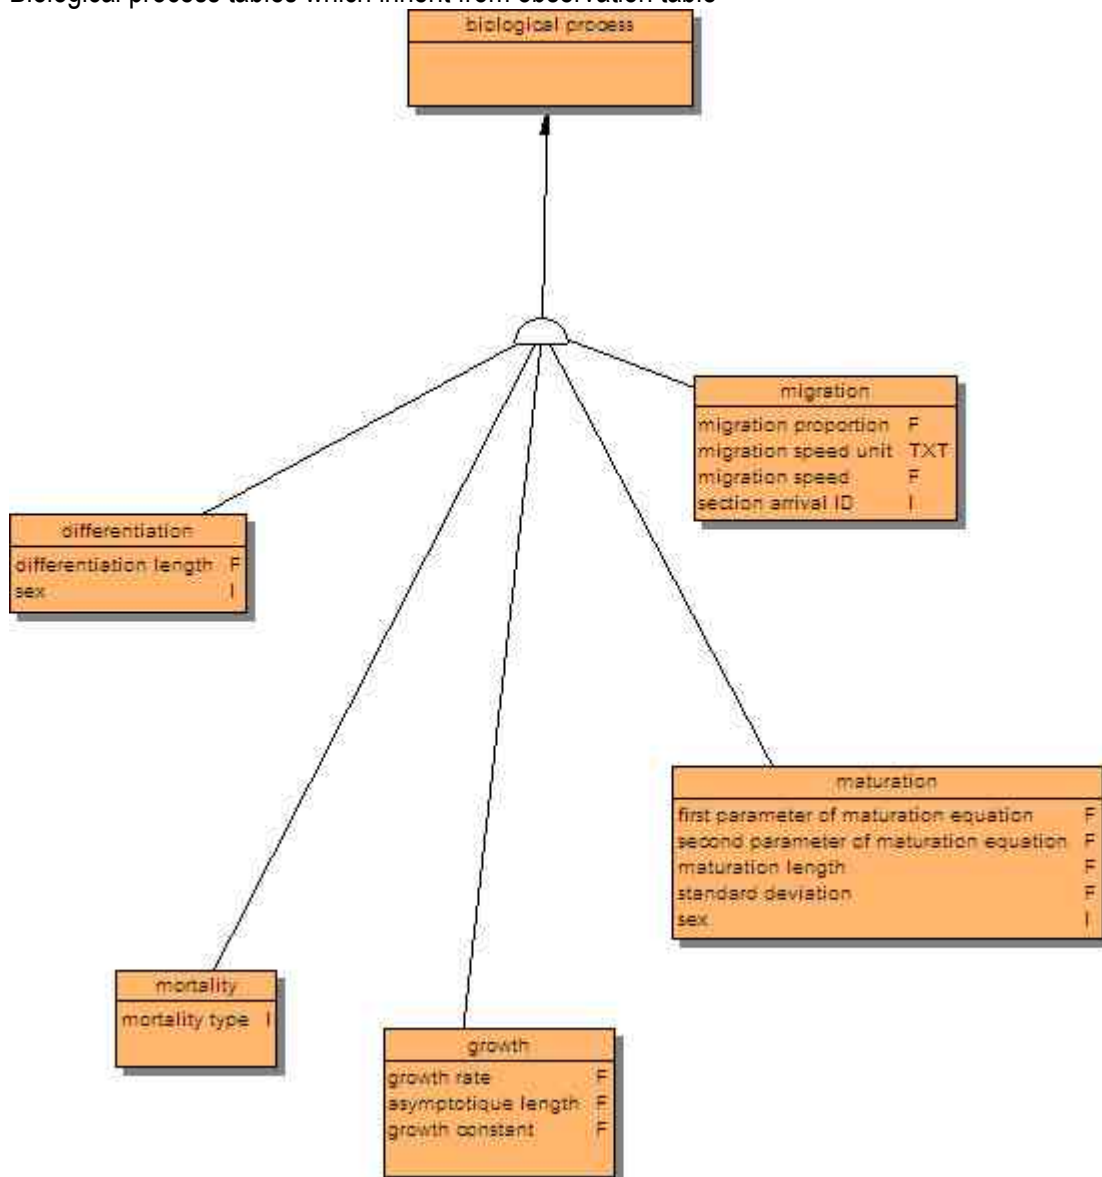 Biological process tables which inherit from observation table
biological process
migration
migration proportion F
migration speed unit TXT
migration speed F
section arrival ID I
differentiation
differentiation length F
sex I
maturation
first parameter of maturation equation F
second parameter of maturation equation F
maturation length F
standard deviation F
sex I
mortality
mortality type I
growth
growth rate F
asymptotique length F
growth constant F